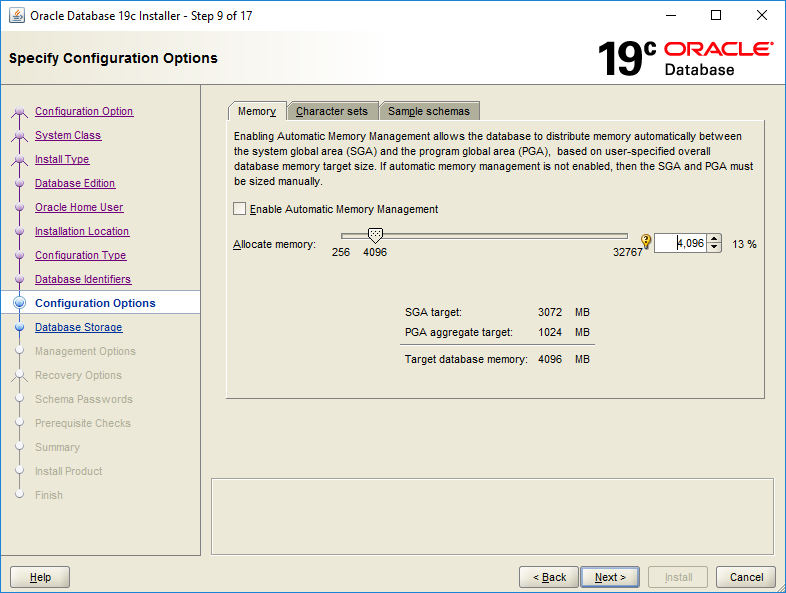 Oracle Database 19c Installer - Step 9 of 17
Specify Configuration Options
19c ORACLE
Database
Configuration Option
System Class
Install Type
Database Edition
Oracle Home User
Installation Location
Configuration Type
Database Identifiers
Configuration Options
Database Storage
Management Options
Recovery Options
Schema Passwords
Prerequisite Checks
Summary
Install Product
Finish
Memory Character sets Sample schemas
Enabling Automatic Memory Management allows the database to distribute memory automatically between
the system global area (SGA) and the program global area (PGA), based on user-specified overall
database memory target size. If automatic memory management is not enabled, then the SGA and PGA must
be sized manually.
Enable Automatic Memory Management
Allocate memory: 4,096 13 %
256 4096 32767
SGA target: 3072 MB
PGA aggregate target: 1024 MB
Target database memory: 4096 MB
Help < Back Next > Install Cancel